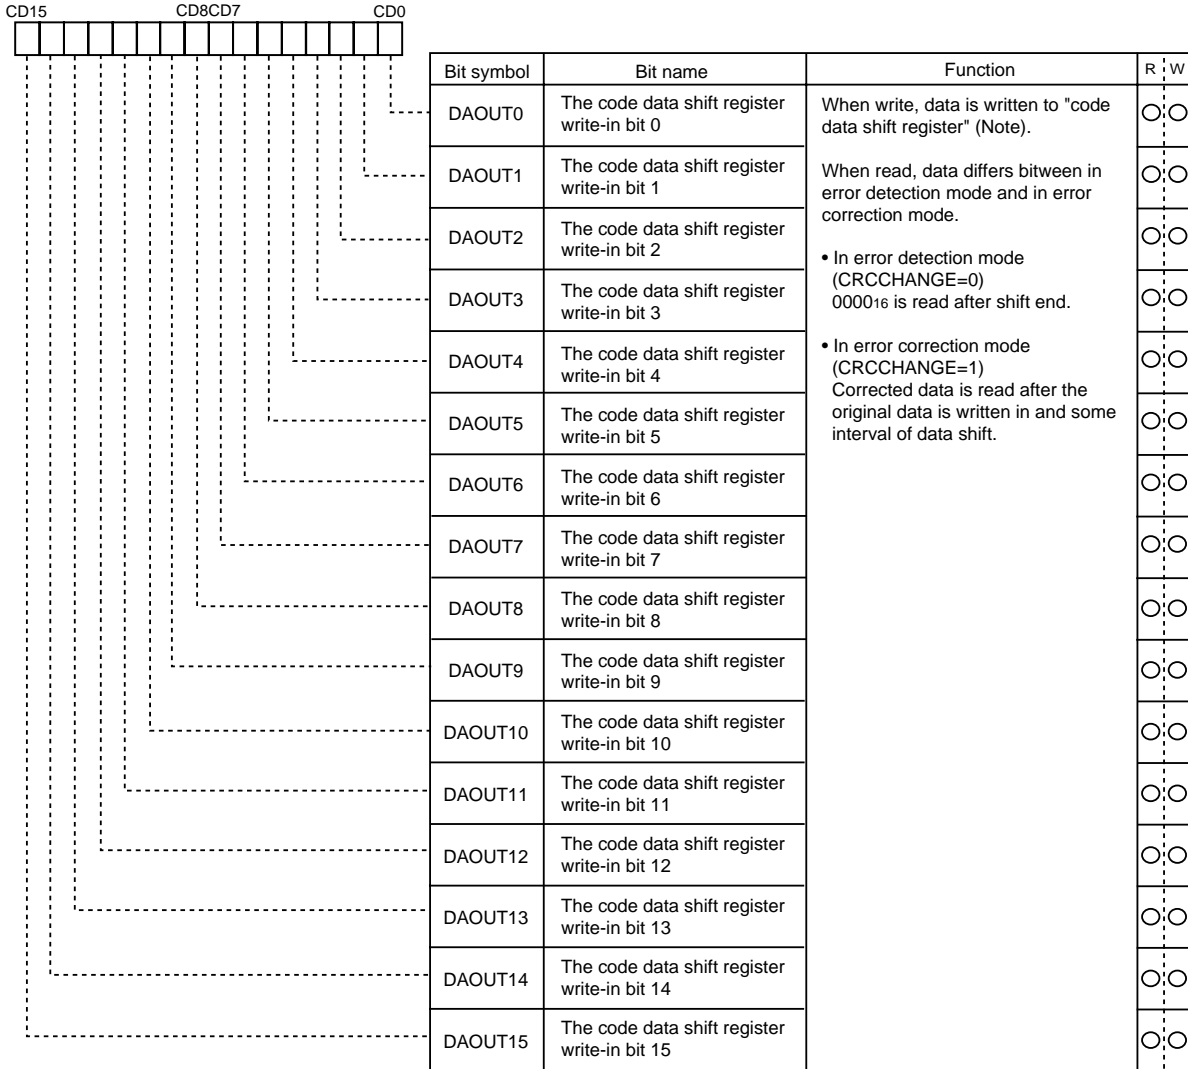 CD15 CD8CD7 CD0
Bit symbol Bit name Function R W
DAOUT0 The code data shift register
write-in bit 0
DAOUT1 The code data shift register
write-in bit 1
DAOUT2 The code data shift register
write-in bit 2
DAOUT3 The code data shift register
write-in bit 3
DAOUT4 The code data shift register
write-in bit 4
DAOUT5 The code data shift register
write-in bit 5
DAOUT6 The code data shift register
write-in bit 6
DAOUT7 The code data shift register
write-in bit 7
DAOUT8 The code data shift register
write-in bit 8
DAOUT9 The code data shift register
write-in bit 9
DAOUT10 The code data shift register
write-in bit 10
DAOUT11 The code data shift register
write-in bit 11
DAOUT12 The code data shift register
write-in bit 12
DAOUT13 The code data shift register
write-in bit 13
DAOUT14 The code data shift register
write-in bit 14
DAOUT15 The code data shift register
write-in bit 15
When write, data is written to "code
data shift register" (Note).
When read, data differs bitween in
error detection mode and in error
correction mode.
• In error detection mode
(CRCCHANGE=0)
000016 is read after shift end.
• In error correction mode
(CRCCHANGE=1)
Corrected data is read after the
original data is written in and some
interval of data shift.